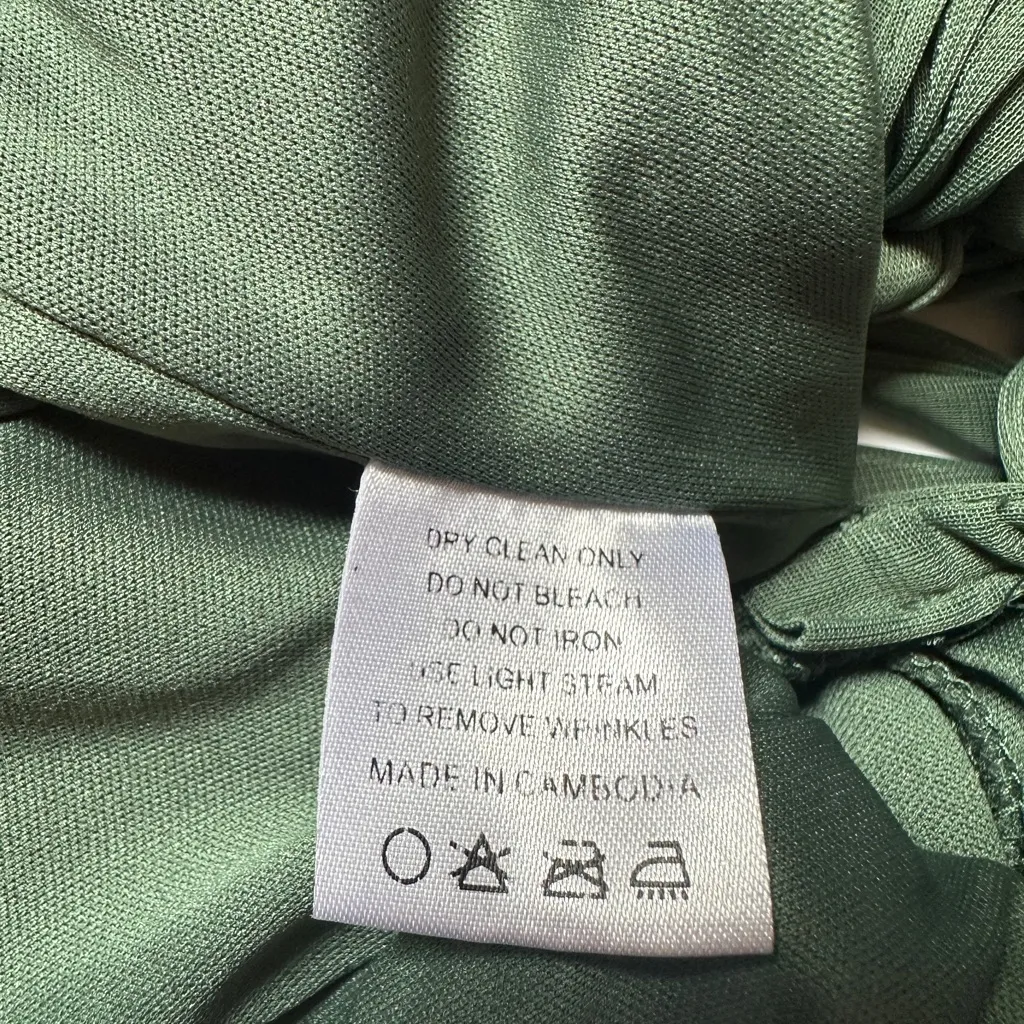 DRY CLEAN ONLY
DO NOT BLEACH
DO NOT IRON
USE LIGHT STEAM
TO REMOVE WRINKLES
MADE IN CAMBODIA